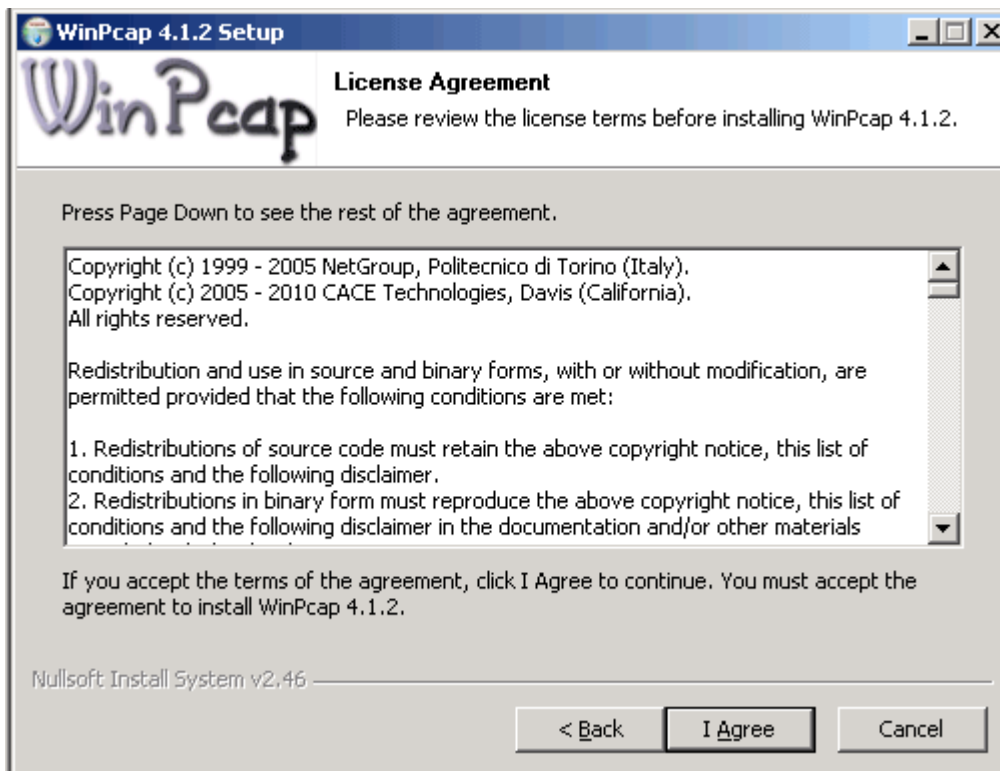 WinPcap 4.1.2 Setup
WinPcap
License Agreement
Please review the license terms before installing WinPcap 4.1.2.
Press Page Down to see the rest of the agreement.
Copyright (c) 1999 - 2005 NetGroup, Politecnico di Torino (Italy).
Copyright (c) 2005 - 2010 CACE Technologies, Davis (California).
All rights reserved.
Redistribution and use in source and binary forms, with or without modification, are
permitted provided that the following conditions are met:
1. Redistributions of source code must retain the above copyright notice, this list of
conditions and the following disclaimer.
2. Redistributions in binary form must reproduce the above copyright notice, this list of
conditions and the following disclaimer in the documentation and/or other materials
If you accept the terms of the agreement, click I Agree to continue. You must accept the
agreement to install WinPcap 4.1.2.
Nullsoft Install System v2.46
< Back
I Agree
Cancel